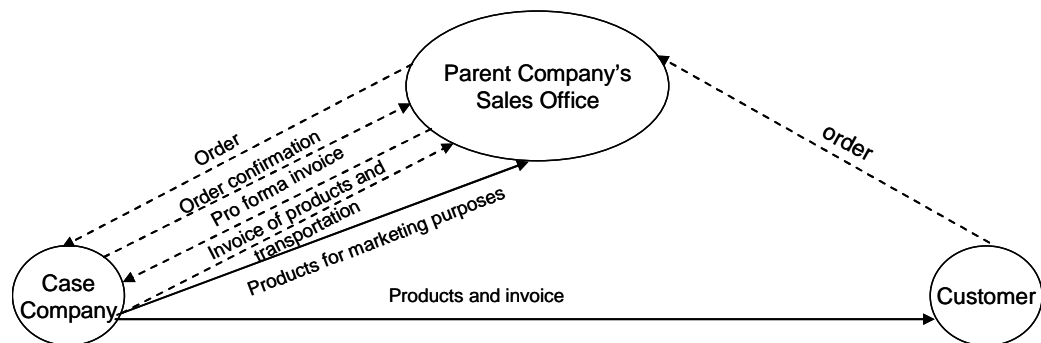 Parent Company's
Sales Office
Order
Order confirmation
Pro forma invoice
Invoice of products and
transportation
Products for marketing purposes
order
Case
Company
Products and invoice
Customer